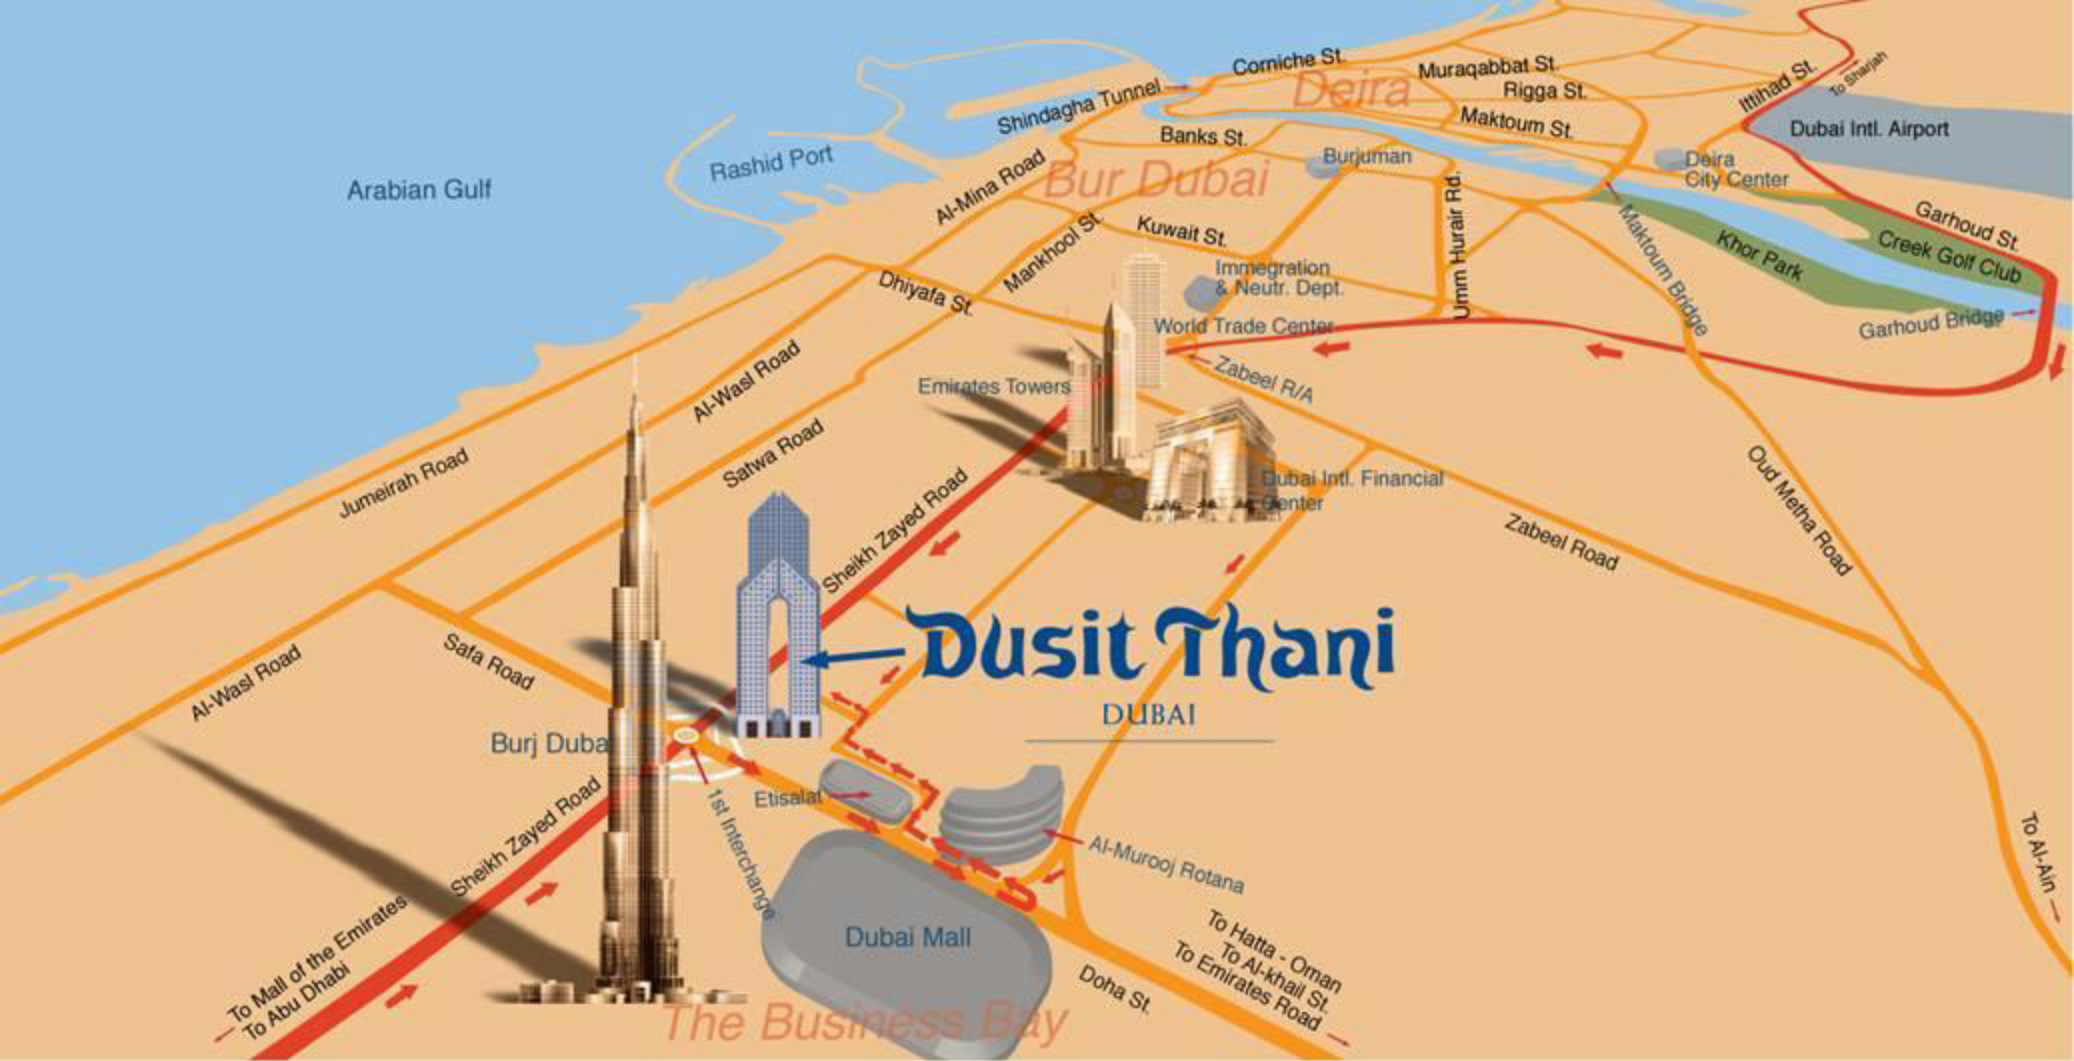 Corniche St.
Deira
Muraqabbat St.
Rigga St.
Maktoum St.
Ittihad St.
To Sharjah
Dubai Intl. Airport
Shindagha Tunnel
Banks St.
Burjuman
Deira
City Center
Rashid Port
Arabian Gulf
Al-Mina Road
Bur Dubai
Umm Hurair Rd.
Maktoum Bridge
Garhoud St.
Creek Golf Club
Khor Park
Garhoud Bridge
Mankhool St.
Kuwait St.
Dhiyafa St.
Immegration
& Neutr. Dept.
World Trade Center
Zabeel R/A
Emirates Towers
Al-Wasl Road
Satwa Road
Jumeirah Road
Sheikh Zayed Road
Dubai Intl. Financial
Center
Zabeel Road
Oud Metha Road
Dusit Thani
DUBAI
Safa Road
Al-Wasl Road
Burj Duba
Etisalat
1st Interchange
Sheikh Zayed Road
Al-Murooj Rotana
Dubai Mall
To Mall of the Emirates
To Abu Dhabi
The Business Bay
Doha St.
To Hatta - Oman
To Al-khail St.
To Emirates Road
To Al-Ain